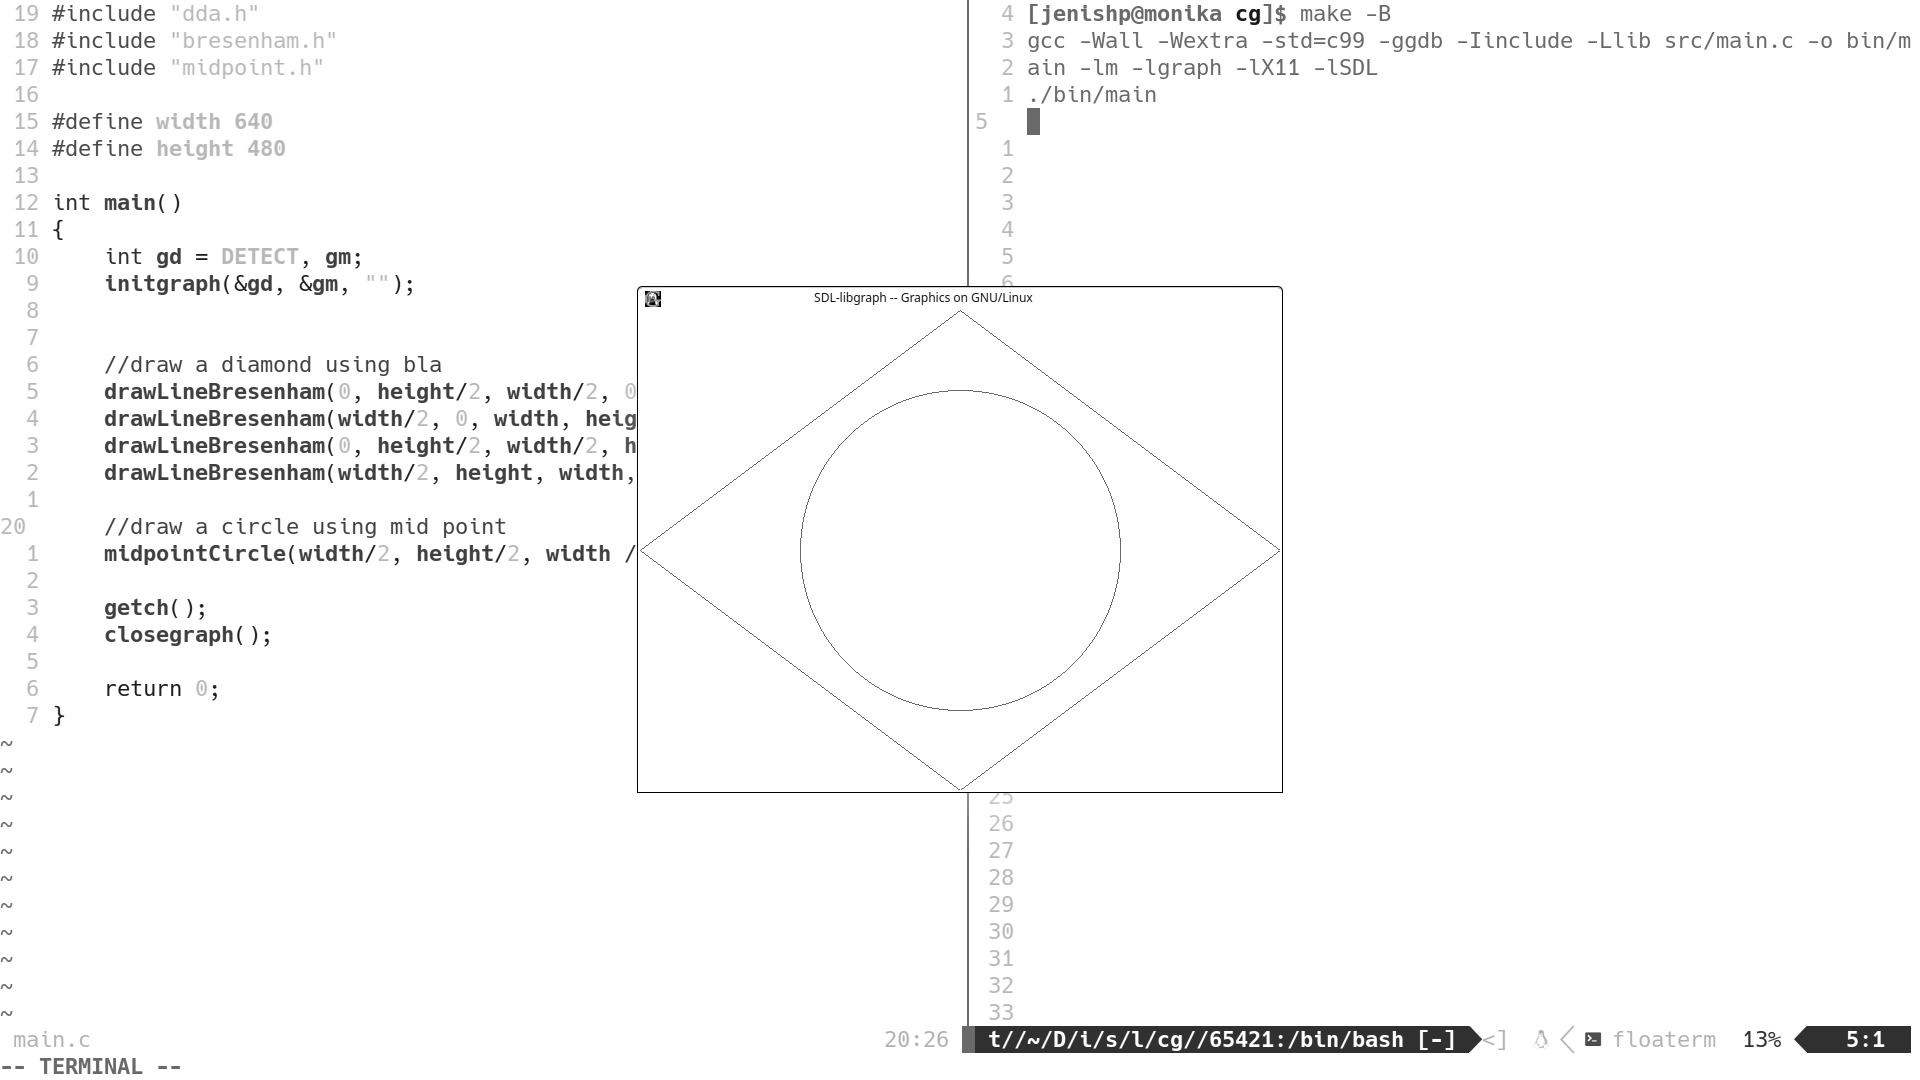 19 #include "dda.h"
18 #include "bresenham.h"
17 #include "midpoint.h"
16
15 #define width 640
14 #define height 480
13
12 int main()
11 {
10     int gd = DETECT, gm;
9     initgraph(&gd, &gm, "");
8
7
6     //draw a diamond using bla
5     drawLineBresenham(0, height/2, width/2, 0
4     drawLineBresenham(width/2, 0, width, heig
3     drawLineBresenham(0, height/2, width/2, h
2     drawLineBresenham(width/2, height, width,
1
20     //draw a circle using mid point
1     midpointCircle(width/2, height/2, width /
2
3     getch();
4     closegraph();
5
6     return 0;
7 }
~
~
~
~
~
~
~
~
~
~
~
main.c 20:26
-- TERMINAL --
4 [jenishp@monika cg]$ make -B
3 gcc -Wall -Wextra -std=c99 -ggdb -Iinclude -Llib src/main.c -o bin/m
2 ain -lm -lgraph -lX11 -lSDL
1 ./bin/main
5
1
2
3
4
5
6
25
26
27
28
29
30
31
32
33
t//~/D/i/s/l/cg//65421:/bin/bash [-] <] floaterm 13% 5:1
SDL-libgraph -- Graphics on GNU/Linux